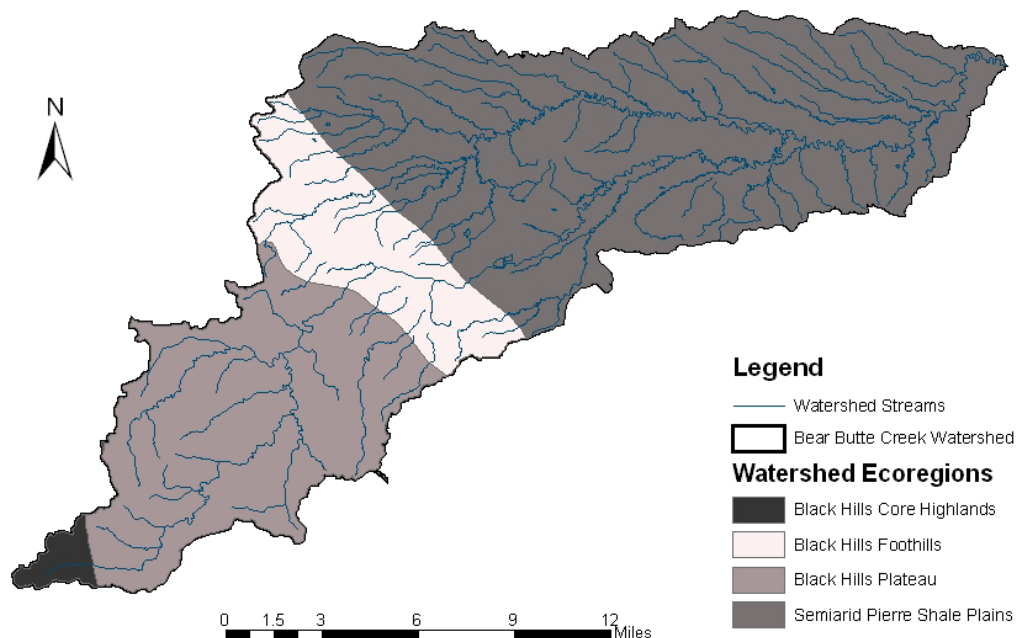 N
Legend
Watershed Streams
Bear Butte Creek Watershed
Watershed Ecoregions
Black Hills Core Highlands
Black Hills Foothills
Black Hills Plateau
Semiarid Pierre Shale Plains
0 1.5 3 6 9 12
Miles